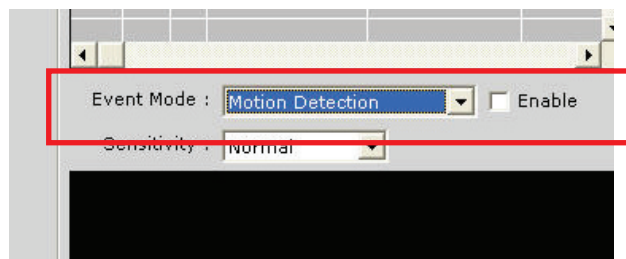 Event Mode : Motion Detection Enable
Sensitivity : Normal